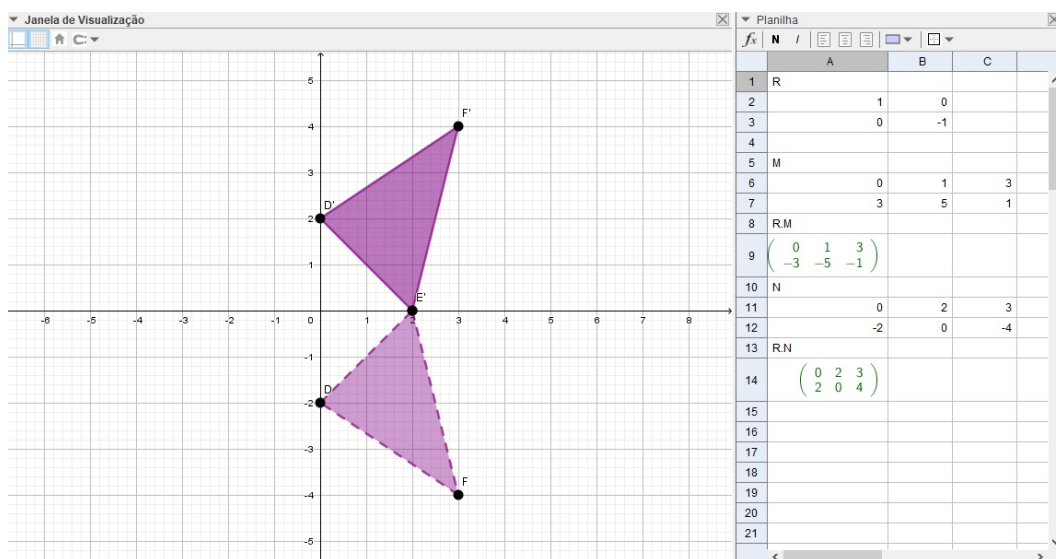 Janela de Visualização
5
F'
4
3
D'
2
1
E'
-6 -5 -4 -3 -2 -1 0 1 2 3 4 5 6 7 8
-1
D
-2
-3
F
-4
-5
Planilha
fx N I
A B C
1 R
2 1 0
3 0 -1
4
5 M
6 0 1 3
7 3 5 1
8 R.M
9 0 1 3
−3 −5 −1
10 N
11 0 2 3
12 -2 0 -4
13 R.N
14 0 2 3
2 0 4
15
16
17
18
19
20
21